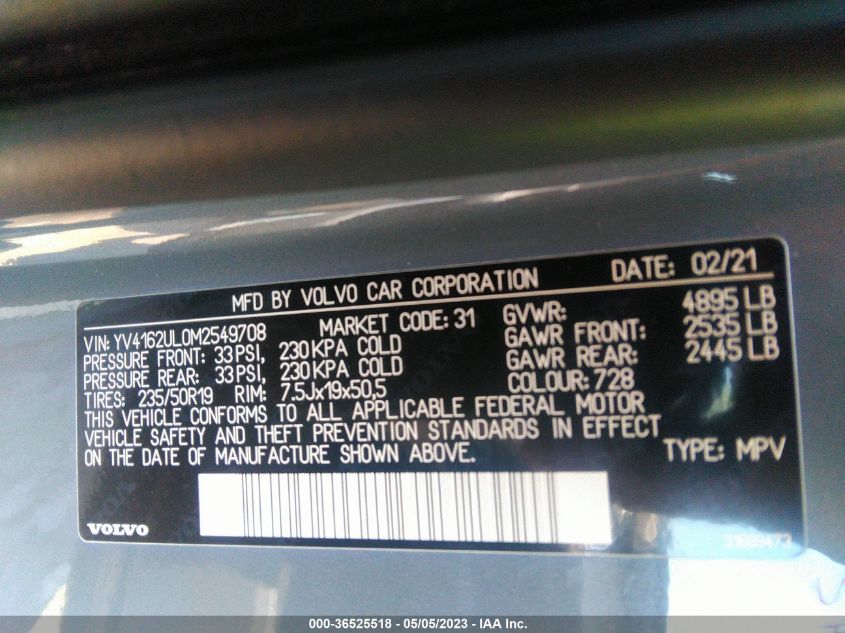 MFD BY VOLVO CAR CORPORATION DATE: 02/21
VIN: YV4162UL0M2549708 MARKET CODE: 31 GVWR: 4895 LB
PRESSURE FRONT: 33 PSI, 230 KPA COLD GAWR FRONT: 2535 LB
PRESSURE REAR: 33 PSI, 230 KPA COLD GAWR REAR: 2445 LB
TIRES: 235/50R19 RIM: 7.5Jx19x50,5 COLOUR: 728
THIS VEHICLE CONFORMS TO ALL APPLICABLE FEDERAL MOTOR
VEHICLE SAFETY AND THEFT PREVENTION STANDARDS IN EFFECT
ON THE DATE OF MANUFACTURE SHOWN ABOVE. TYPE: MPV
VOLVO
000-36525518 - 05/05/2023 - IAA Inc.